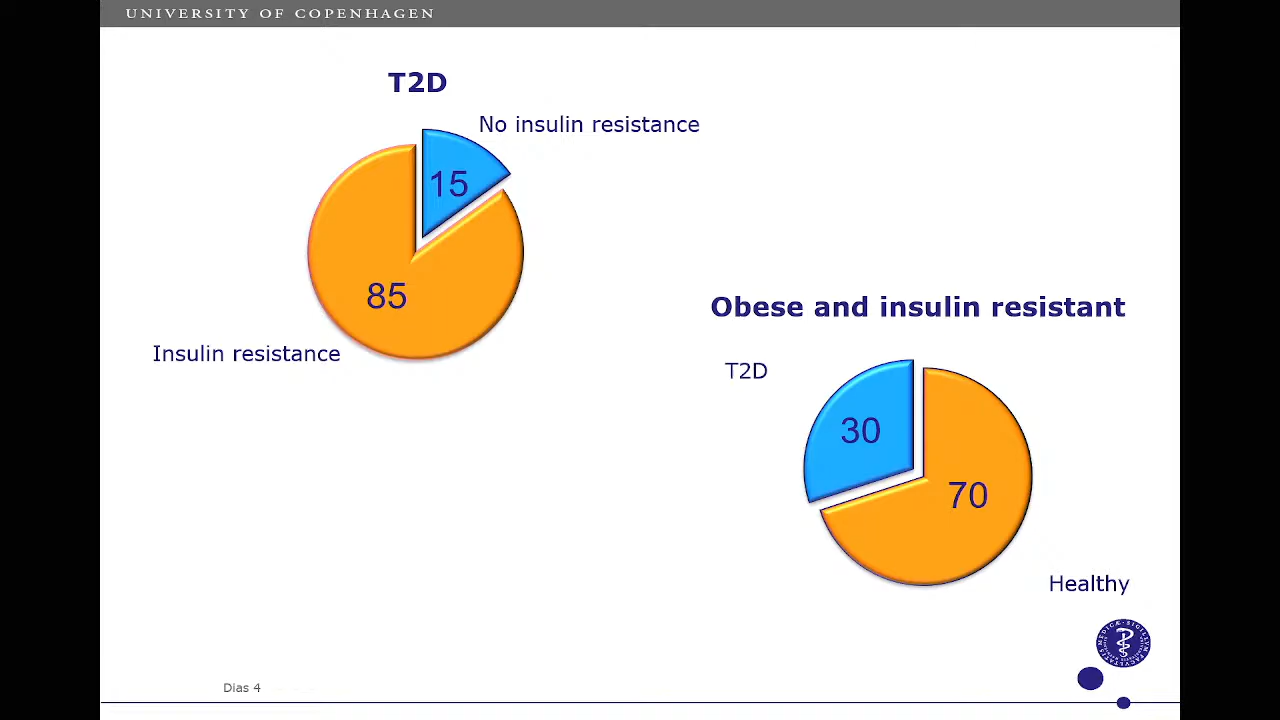 UNIVERSITY OF COPENHAGEN
T2D
No insulin resistance
15
85
Insulin resistance
Obese and insulin resistant
T2D
30
70
Healthy
Dias 4